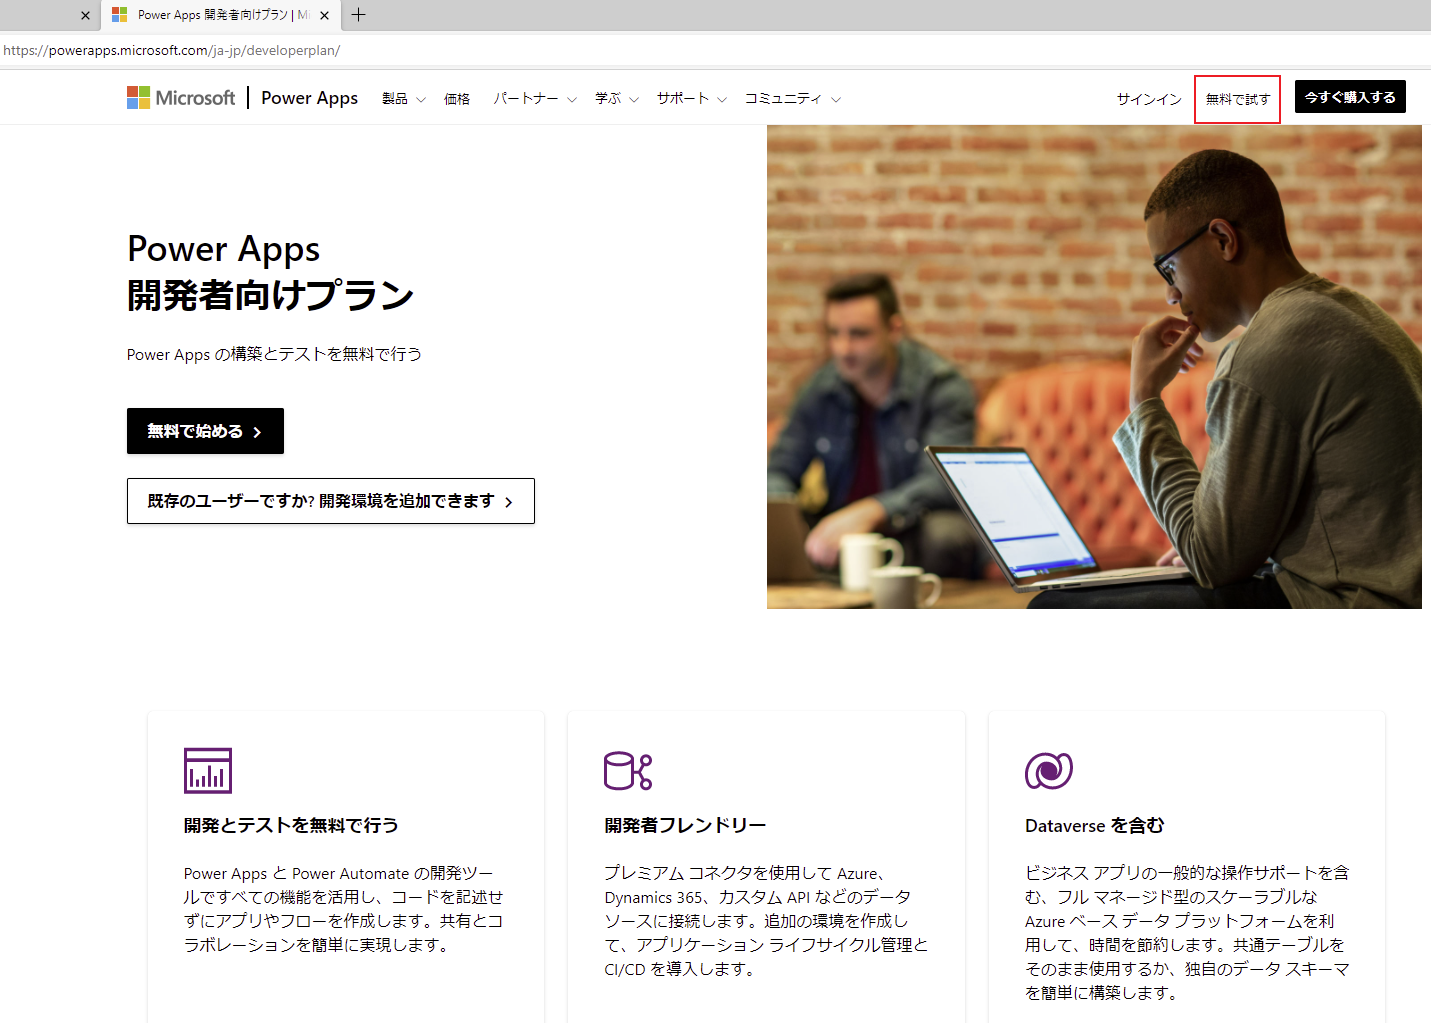 Power Apps 開発者向けプラン | Mi
https://powerapps.microsoft.com/ja-jp/developerplan/
Microsoft Power Apps 製品 価格 パートナー 学ぶ サポート コミュニティ サインイン 無料で試す 今すぐ購入する
Power Apps
開発者向けプラン
Power Apps の構築とテストを無料で行う
無料で始める
既存のユーザーですか? 開発環境を追加できます
開発とテストを無料で行う
Power Apps と Power Automate の開発ツー
ルですべての機能を活用し、コードを記述せ
ずにアプリやフローを作成します。共有とコ
ラボレーションを簡単に実現します。
開発者フレンドリー
プレミアム コネクタを使用して Azure、
Dynamics 365、カスタム API などのデータ
ソースに接続します。追加の環境を作成し
て、アプリケーション ライフサイクル管理と
CI/CD を導入します。
Dataverse を含む
ビジネス アプリの一般的な操作サポートを含
む、フル マネージド型のスケーラブルな
Azure ベース データ プラットフォームを利
用して、時間を節約します。共通テーブルを
そのまま使用するか、独自のデータ スキーマ
を簡単に構築します。